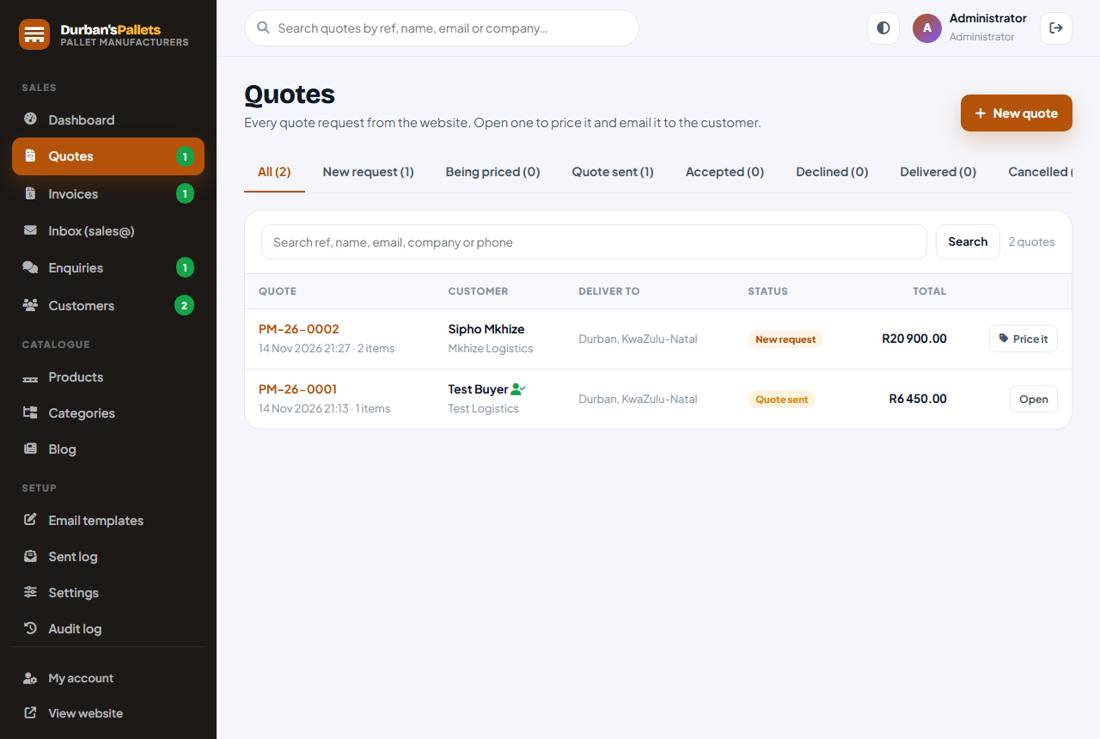 Durban'sPallets
PALLET MANUFACTURERS
SALES
Dashboard
Quotes 1
Invoices 1
Inbox (sales@)
Enquiries 1
Customers 2
CATALOGUE
Products
Categories
Blog
SETUP
Email templates
Sent log
Settings
Audit log
My account
View website
Search quotes by ref, name, email or company...
A
Administrator
Administrator
Quotes
Every quote request from the website. Open one to price it and email it to the customer.
+ New quote
All (2) New request (1) Being priced (0) Quote sent (1) Accepted (0) Declined (0) Delivered (0) Cancelled (
Search ref, name, email, company or phone
Search
2 quotes
QUOTE CUSTOMER DELIVER TO STATUS TOTAL
PM-26-0002 Sipho Mkhize Durban, KwaZulu-Natal New request R20 900.00 Price it
14 Nov 2026 21:27 · 2 items Mkhize Logistics
PM-26-0001 Test Buyer Durban, KwaZulu-Natal Quote sent R6 450.00 Open
14 Nov 2026 21:13 · 1 items Test Logistics